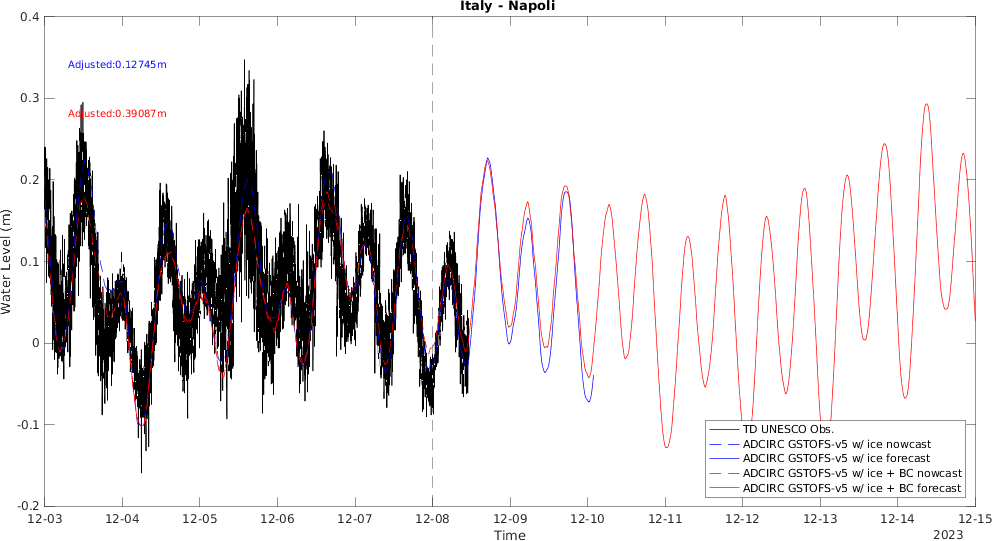 Italy - Napoli
Adjusted:0.12745m
Adjusted:0.39087m
Water Level (m)
0.4
0.3
0.2
0.1
0
-0.1
-0.2
TD UNESCO Obs.
ADCIRC GSTOFS-v5 w/ ice nowcast
ADCIRC GSTOFS-v5 w/ ice forecast
ADCIRC GSTOFS-v5 w/ ice + BC nowcast
ADCIRC GSTOFS-v5 w/ ice + BC forecast
12-03 12-04 12-05 12-06 12-07 12-08 12-09 12-10 12-11 12-12 12-13 12-14 12-15
Time
2023